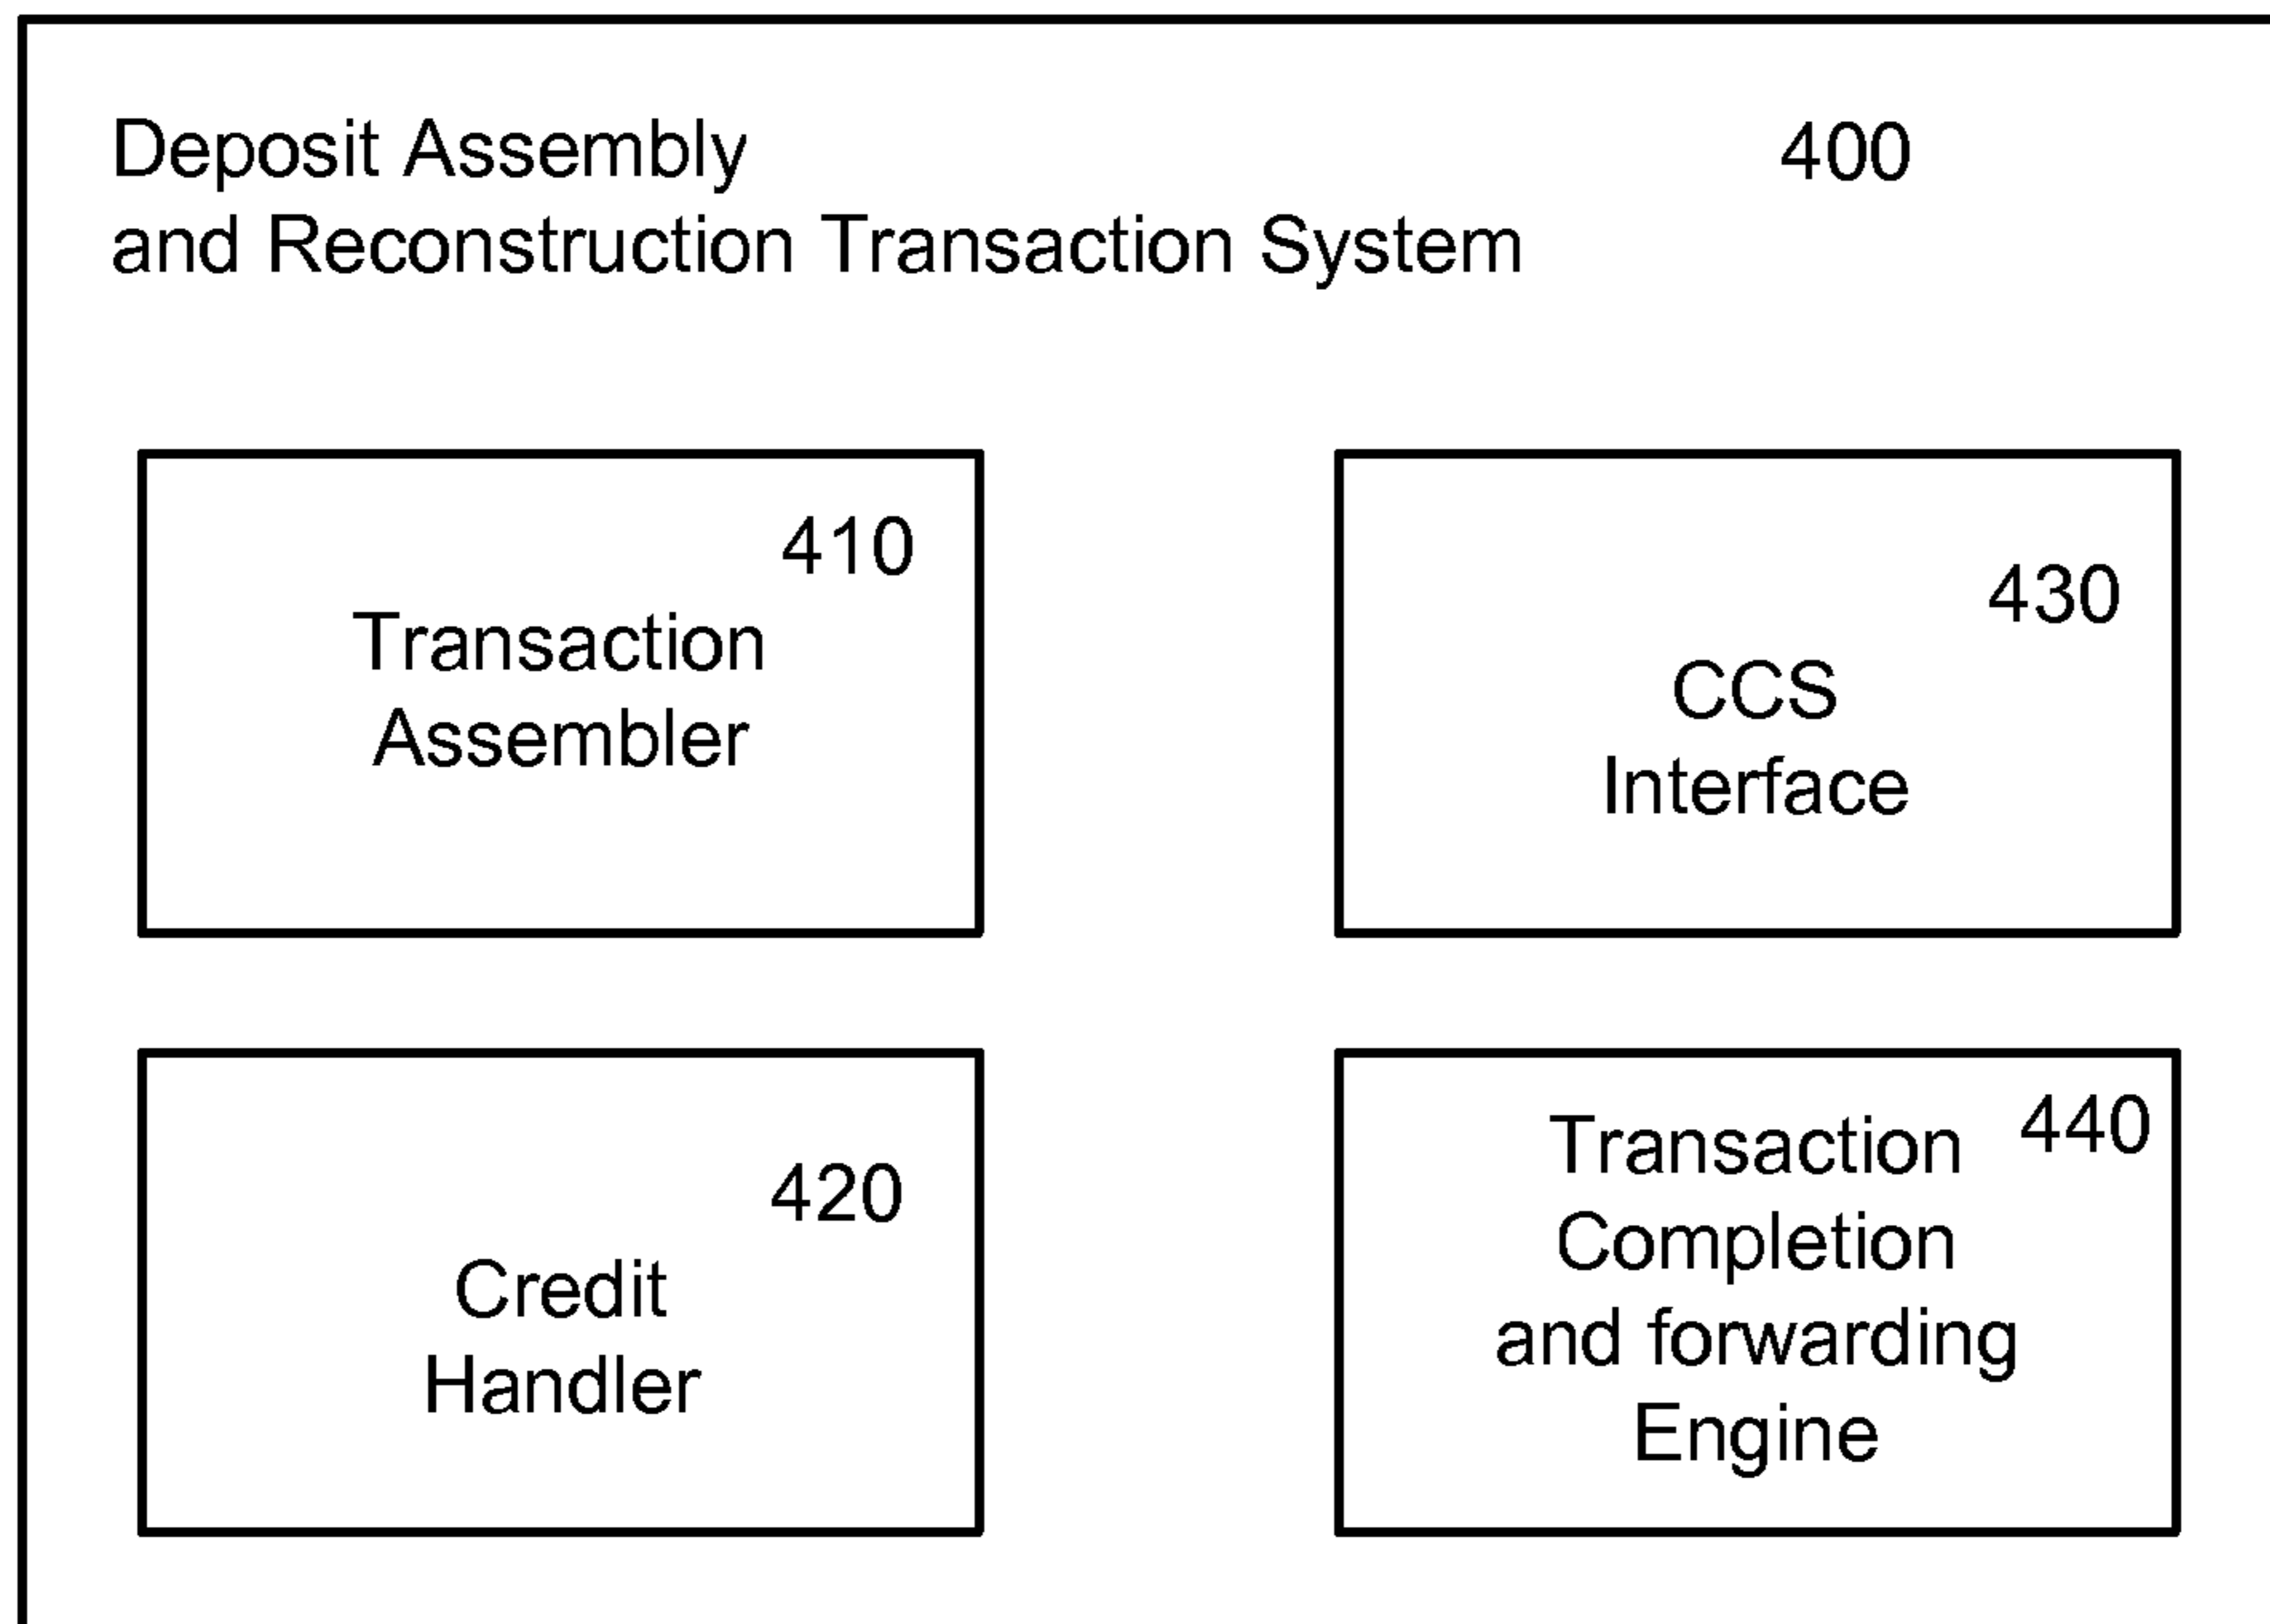 Deposit Assembly
and Reconstruction Transaction System
400
410
Transaction
Assembler
430
CCS
Interface
420
Credit
Handler
440
Transaction
Completion
and forwarding
Engine